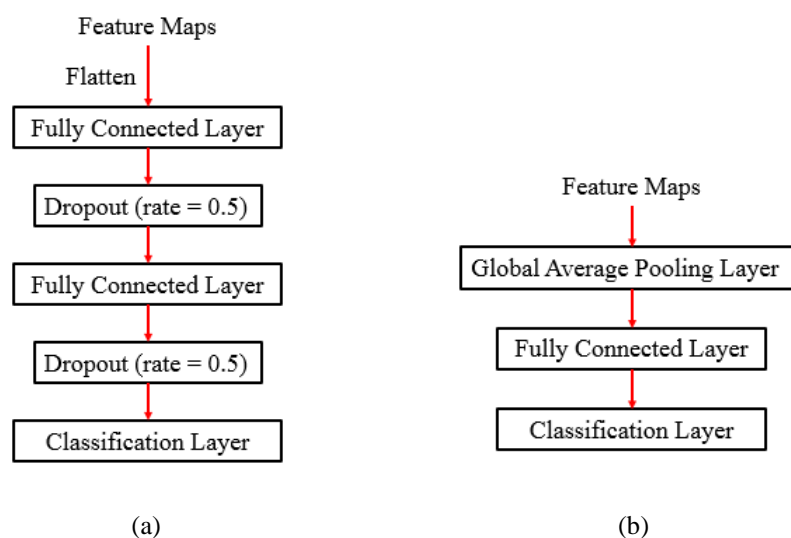 Feature Maps
Flatten
Fully Connected Layer
Dropout (rate = 0.5)
Fully Connected Layer
Dropout (rate = 0.5)
Classification Layer
(a)
Feature Maps
Global Average Pooling Layer
Fully Connected Layer
Classification Layer
(b)